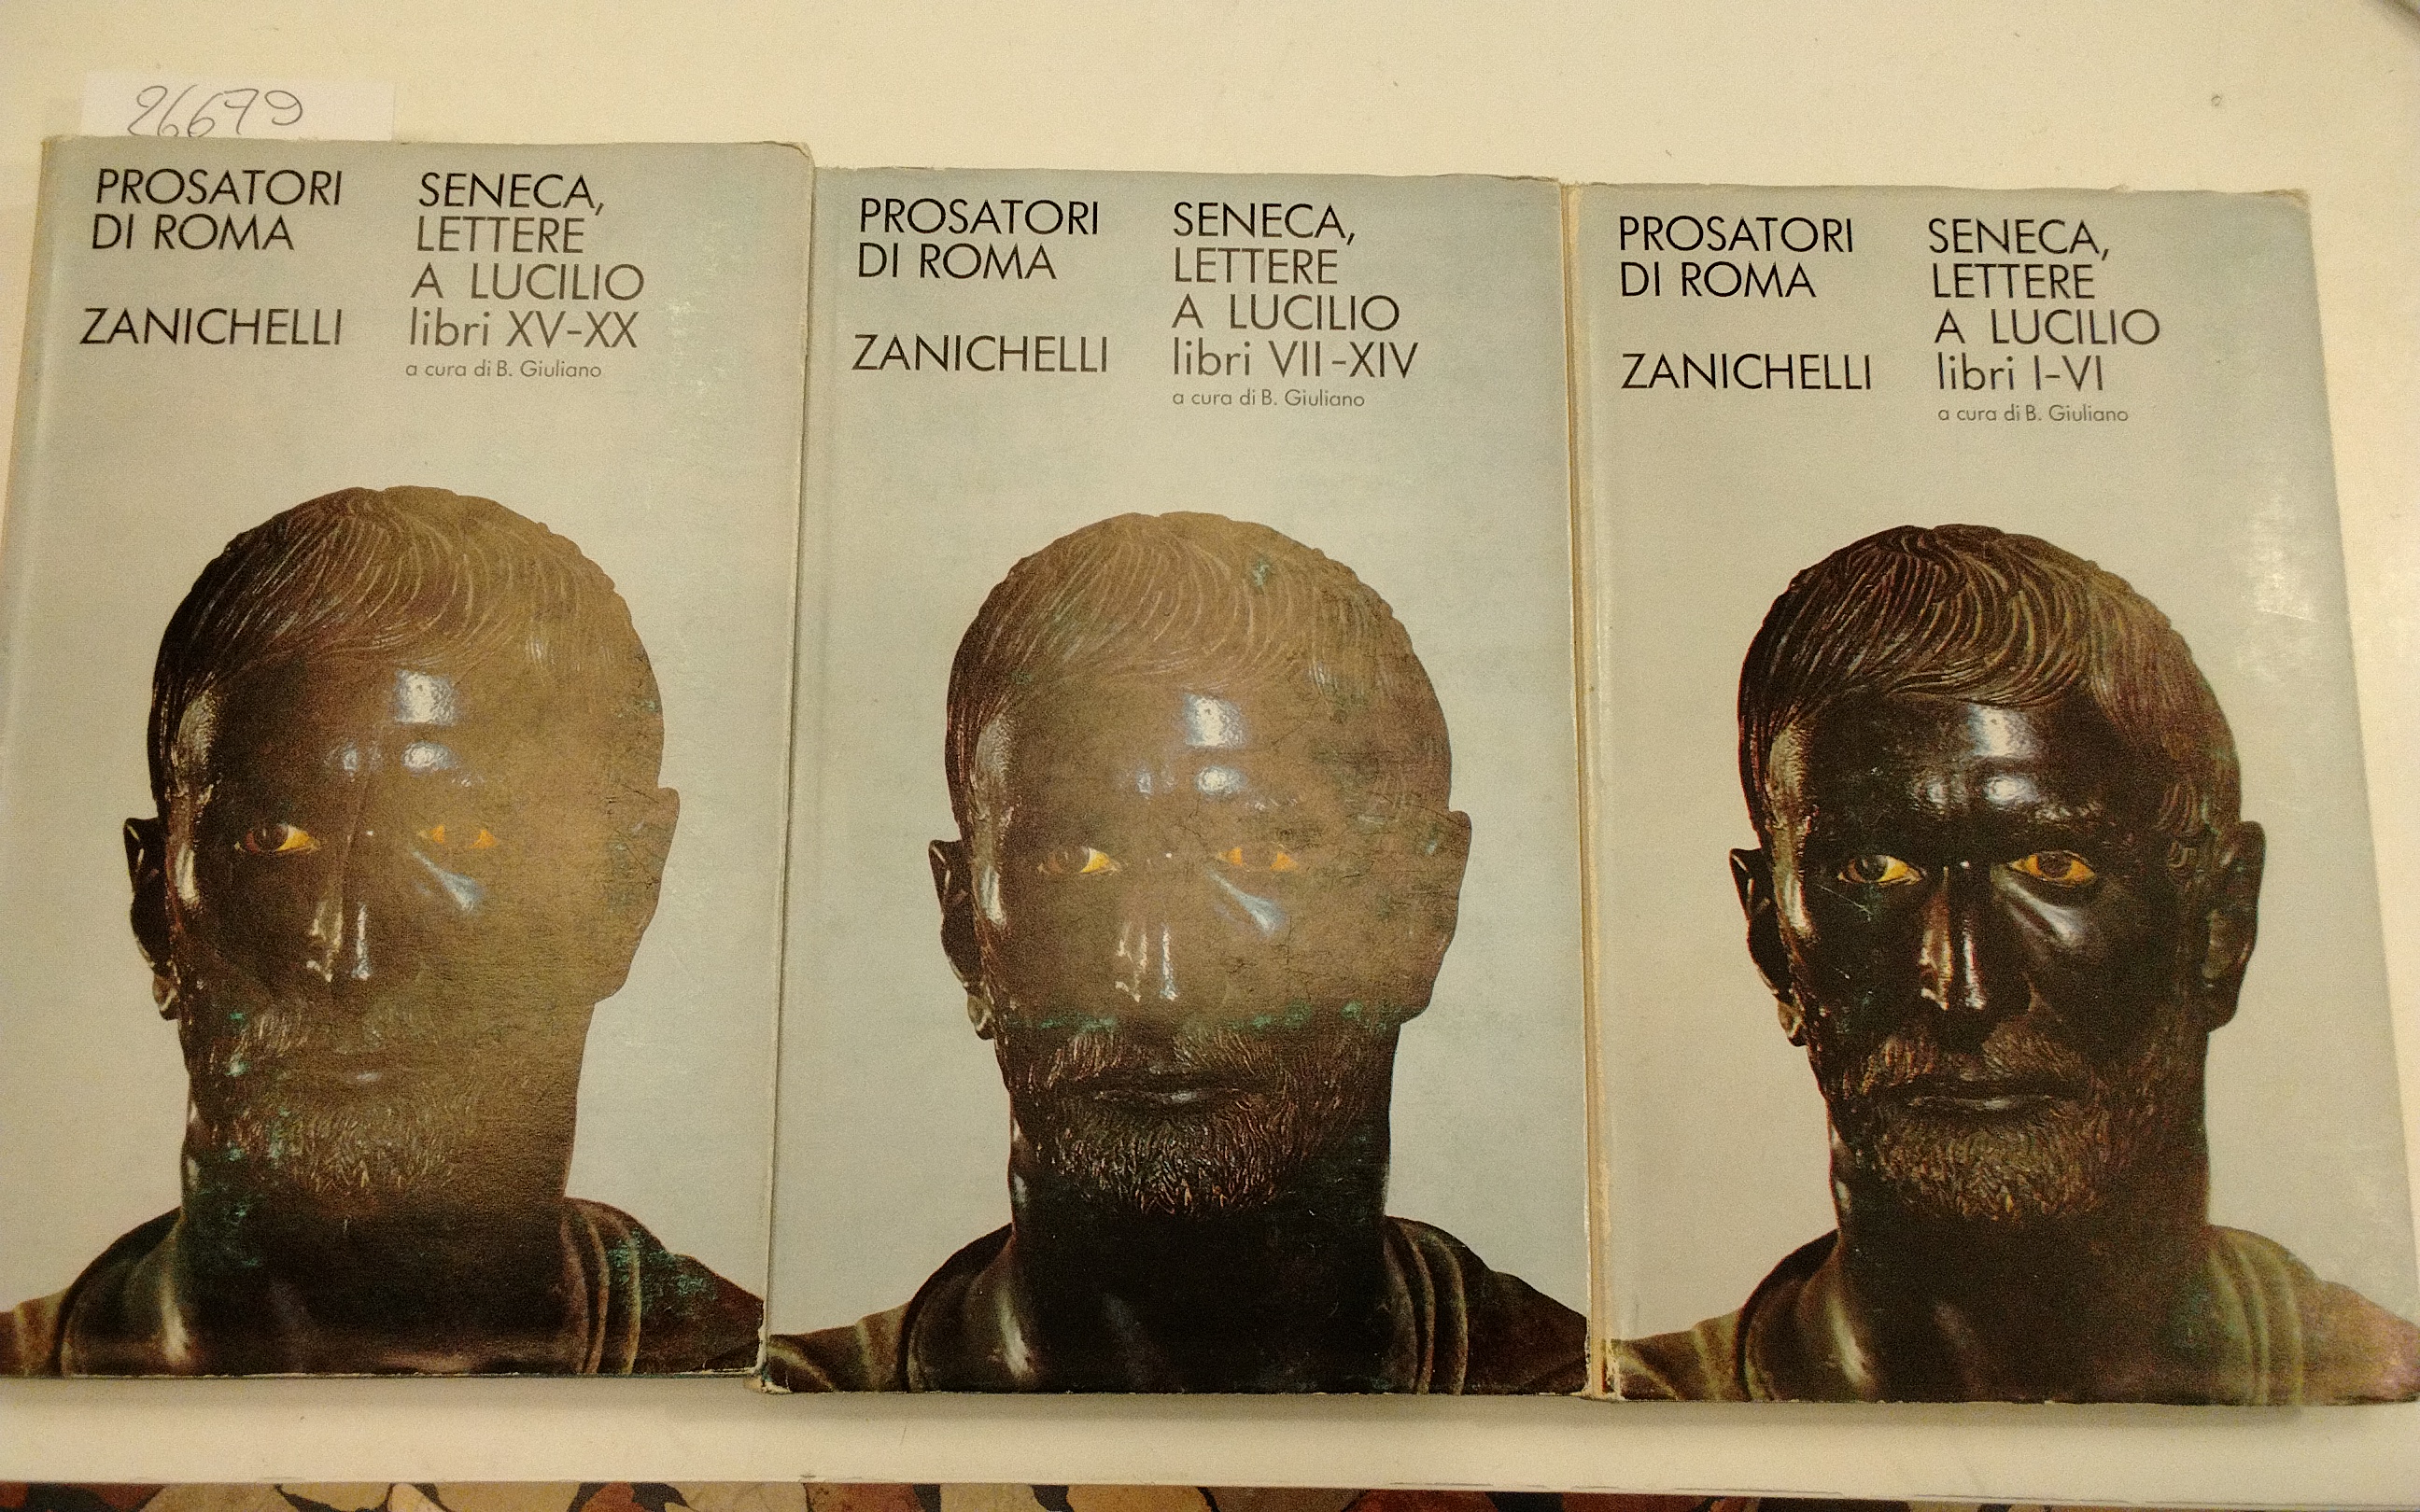 26679
PROSATORI
DI ROMA
ZANICHELLI
SENECA,
LETTERE
A LUCILIO
libri XV-XX
a cura di B. Giuliano
PROSATORI
DI ROMA
ZANICHELLI
SENECA,
LETTERE
A LUCILIO
libri VII-XIV
a cura di B. Giuliano
PROSATORI
DI ROMA
ZANICHELLI
SENECA,
LETTERE
A LUCILIO
libri I-VI
a cura di B. Giuliano